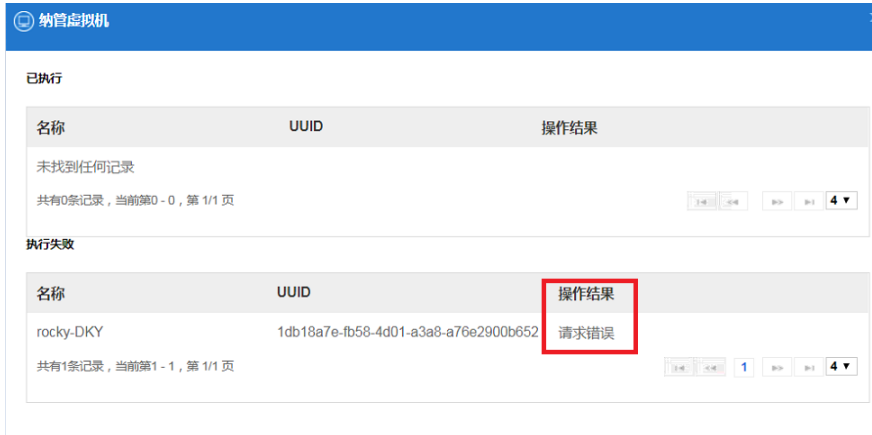 纳管虚拟机
已执行
名称 UUID 操作结果
未找到任何记录
共有0条记录，当前第0 - 0，第 1/1 页 4
执行失败
名称 UUID 操作结果
rocky-DKY 1db18a7e-fb58-4d01-a3a8-a76e2900b652 请求错误
共有1条记录，当前第1 - 1，第 1/1 页 1 4